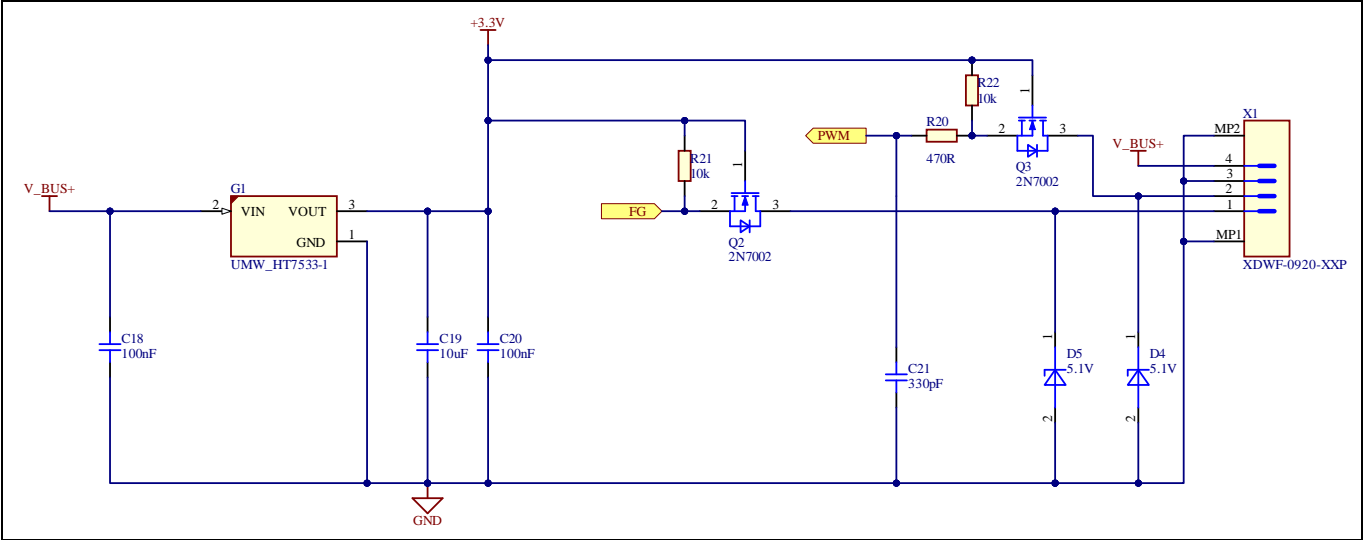 +3.3V
R22
10k
1
X1
PWM
R20
470R
2
3
Q3
2N7002
V_BUS+
MP2
4
3
2
1
MP1
XDWF-0920-XXP
R21
10k
1
FG
2
3
Q2
2N7002
V_BUS+
G1
2
VIN
VOUT
3
GND
1
UMW_HT7533-1
C18
100nF
C19
10uF
C20
100nF
C21
330pF
1
D5
5.1V
2
1
D4
5.1V
2
GND